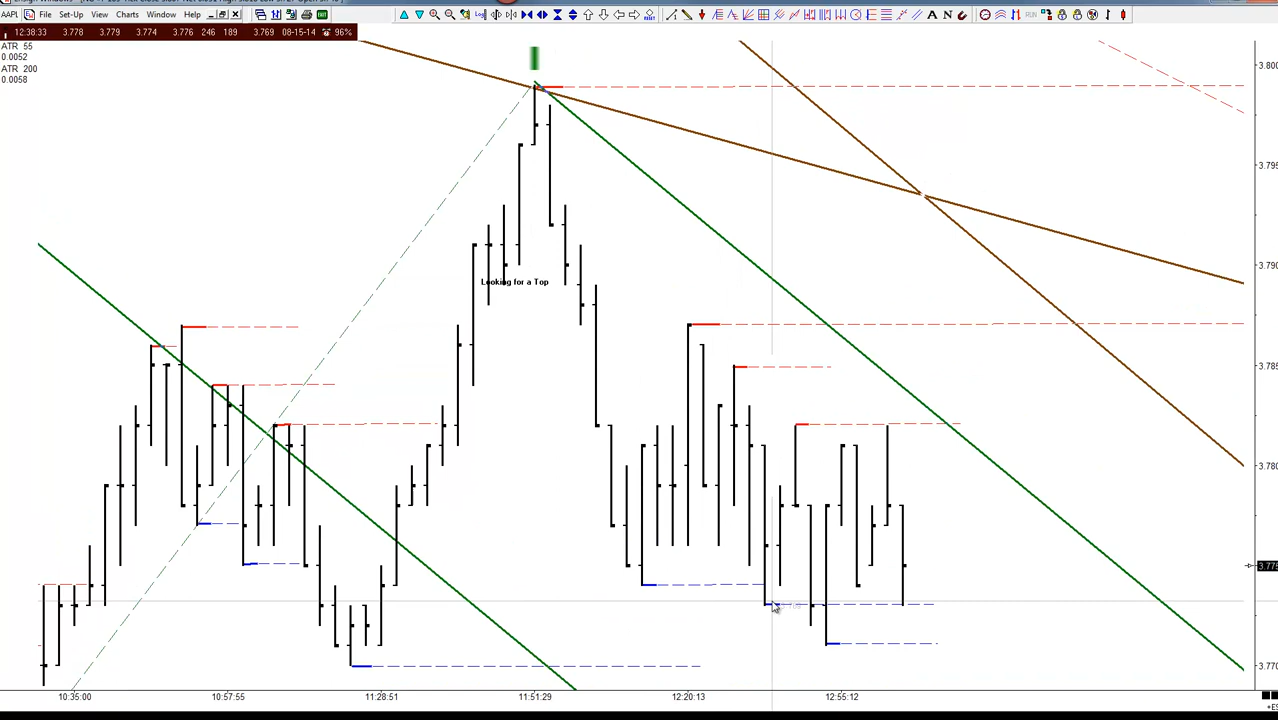 AAPL File Set-Up View Charts Window Help
12:38:33 3.778 3.779 3.774 3.776 246 189 3.769 08-15-14 96%
ATR 55
0.0052
ATR 200
0.0058
3.800
3.795
Looking for a Top
3.790
3.785
3.780
3.775
3.770
10:35:00 10:57:55 11:28:51 11:51:29 12:20:13 12:55:12